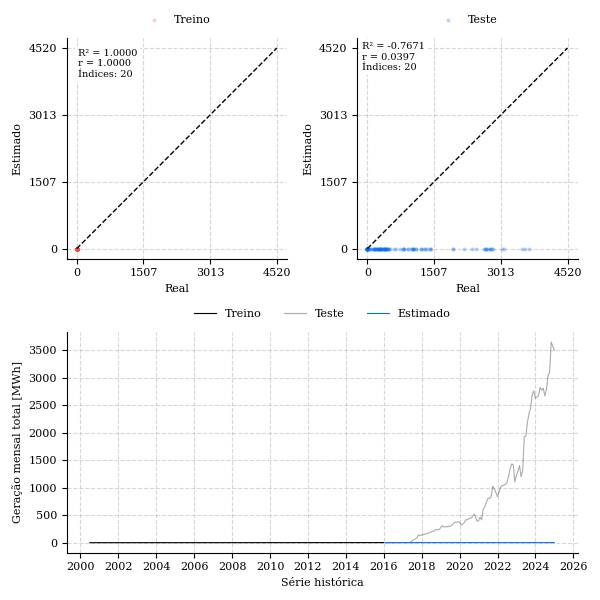 Treino
Teste
4520
3013
1507
0
Estimado
R² = 1.0000
r = 1.0000
Índices: 20
0 1507 3013 4520
Real
4520
3013
1507
0
Estimado
R² = -0.7671
r = 0.0397
Índices: 20
0 1507 3013 4520
Real
Treino Teste Estimado
3500
3000
2500
2000
1500
1000
500
0
Geração mensal total [MWh]
2000 2002 2004 2006 2008 2010 2012 2014 2016 2018 2020 2022 2024 2026
Série histórica